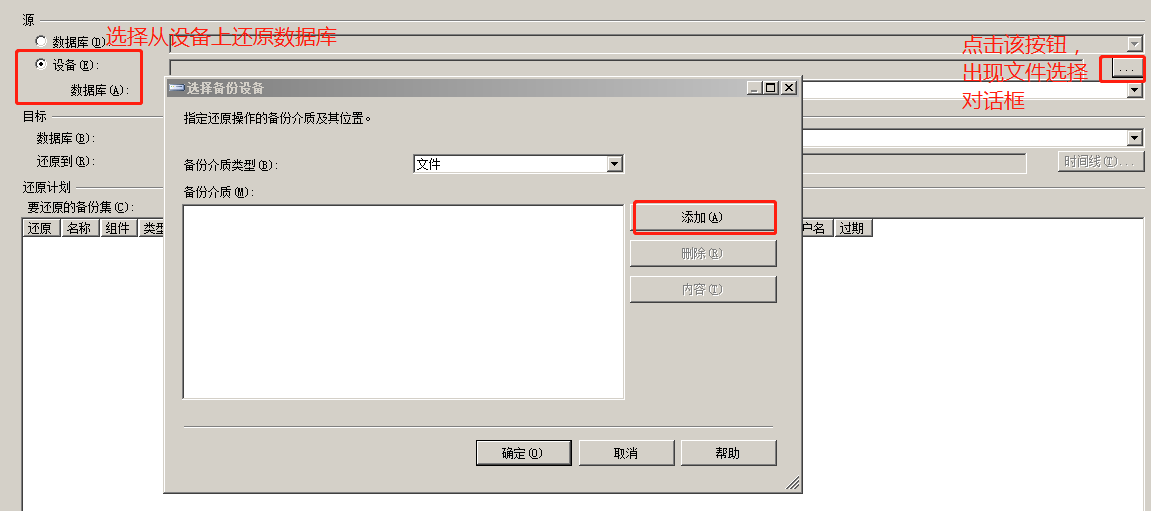 源
数据库(D):
选择从设备上还原数据库
设备(E):
数据库(A):
点击该按钮，
出现文件选择
对话框
...
目标
数据库(B):
还原到(R):
时间线(T)...
还原计划
要还原的备份集(C):
还原 名称 组件 类型
户名 过期
选择备份设备
指定还原操作的备份介质及其位置。
备份介质类型(B):
文件
备份介质(M):
添加(A)
删除(R)
内容(T)
确定(O)
取消
帮助